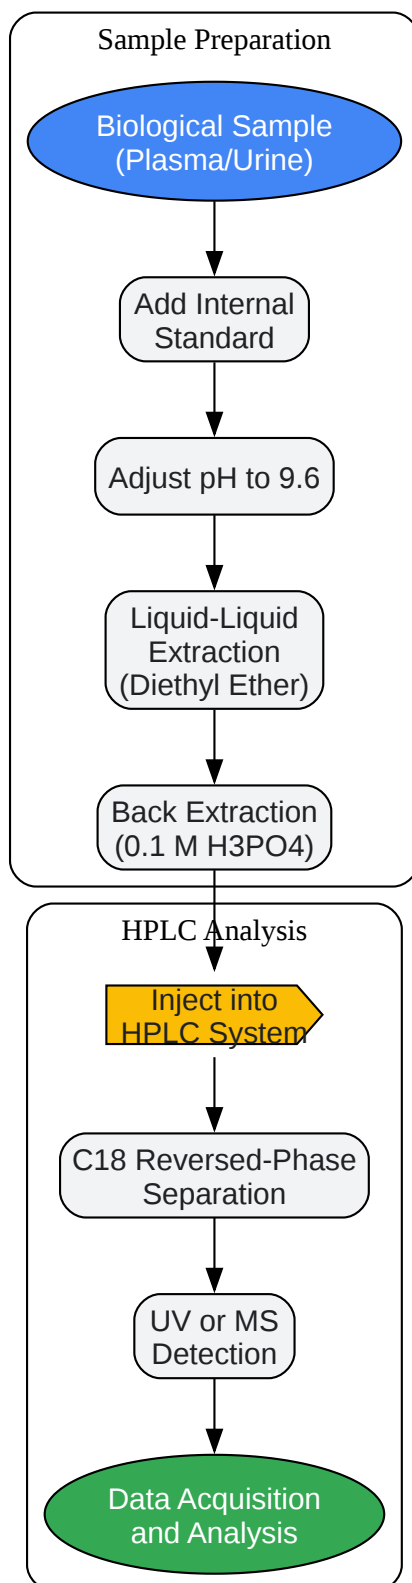 Sample Preparation
Biological Sample
(Plasma/Urine)
Add Internal
Standard
Adjust pH to 9.6
Liquid-Liquid
Extraction
(Diethyl Ether)
Back Extraction
(0.1 M H3PO4)
HPLC Analysis
Inject into
HPLC System
C18 Reversed-Phase
Separation
UV or MS
Detection
Data Acquisition
and Analysis